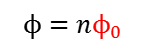 ϕ = nϕ₀